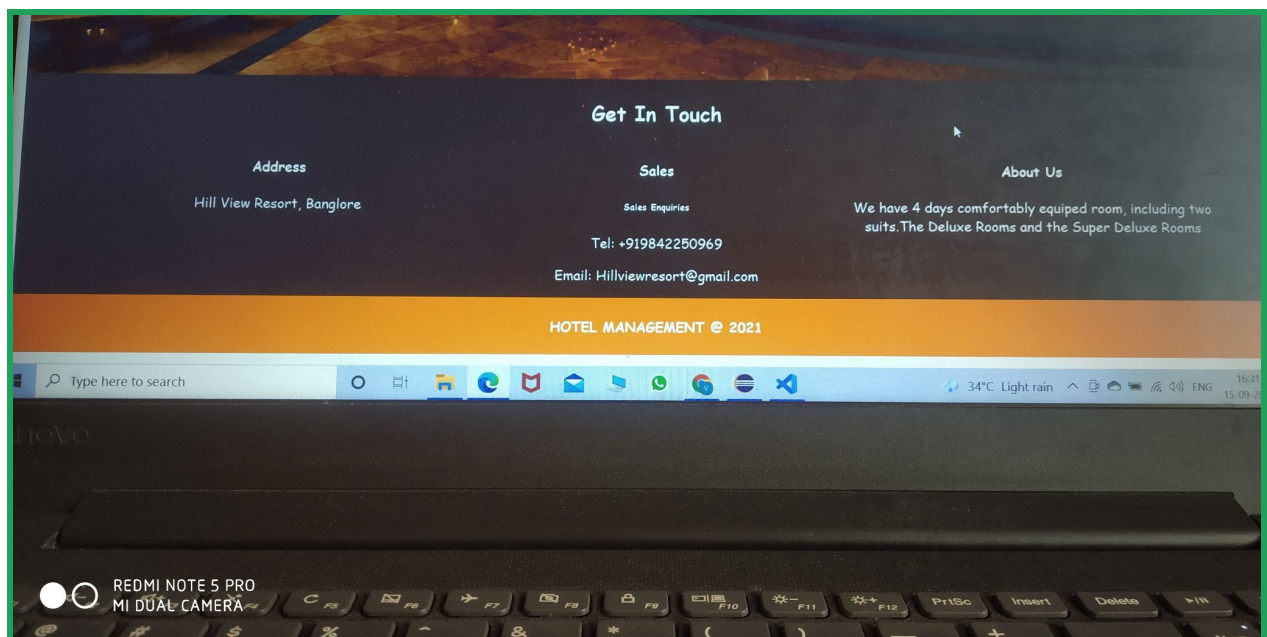 Get In Touch
Address
Hill View Resort, Banglore
Sales
Sales Enquiries
Tel: +919842250969
Email: Hillviewresort@gmail.com
About Us
We have 4 days comfortably equiped room, including two
suits.The Deluxe Rooms and the Super Deluxe Rooms
HOTEL MANAGEMENT @ 2021
Type here to search
34°C Light rain
ENG
16:31
15-09-2
REDMI NOTE 5 PRO
MI DUAL CAMERA
F5
F6
F7
F8
F9
F10
F11
F12
PrtSc
Insert
Delete
@ # $ % ^ & * ( ) _ +